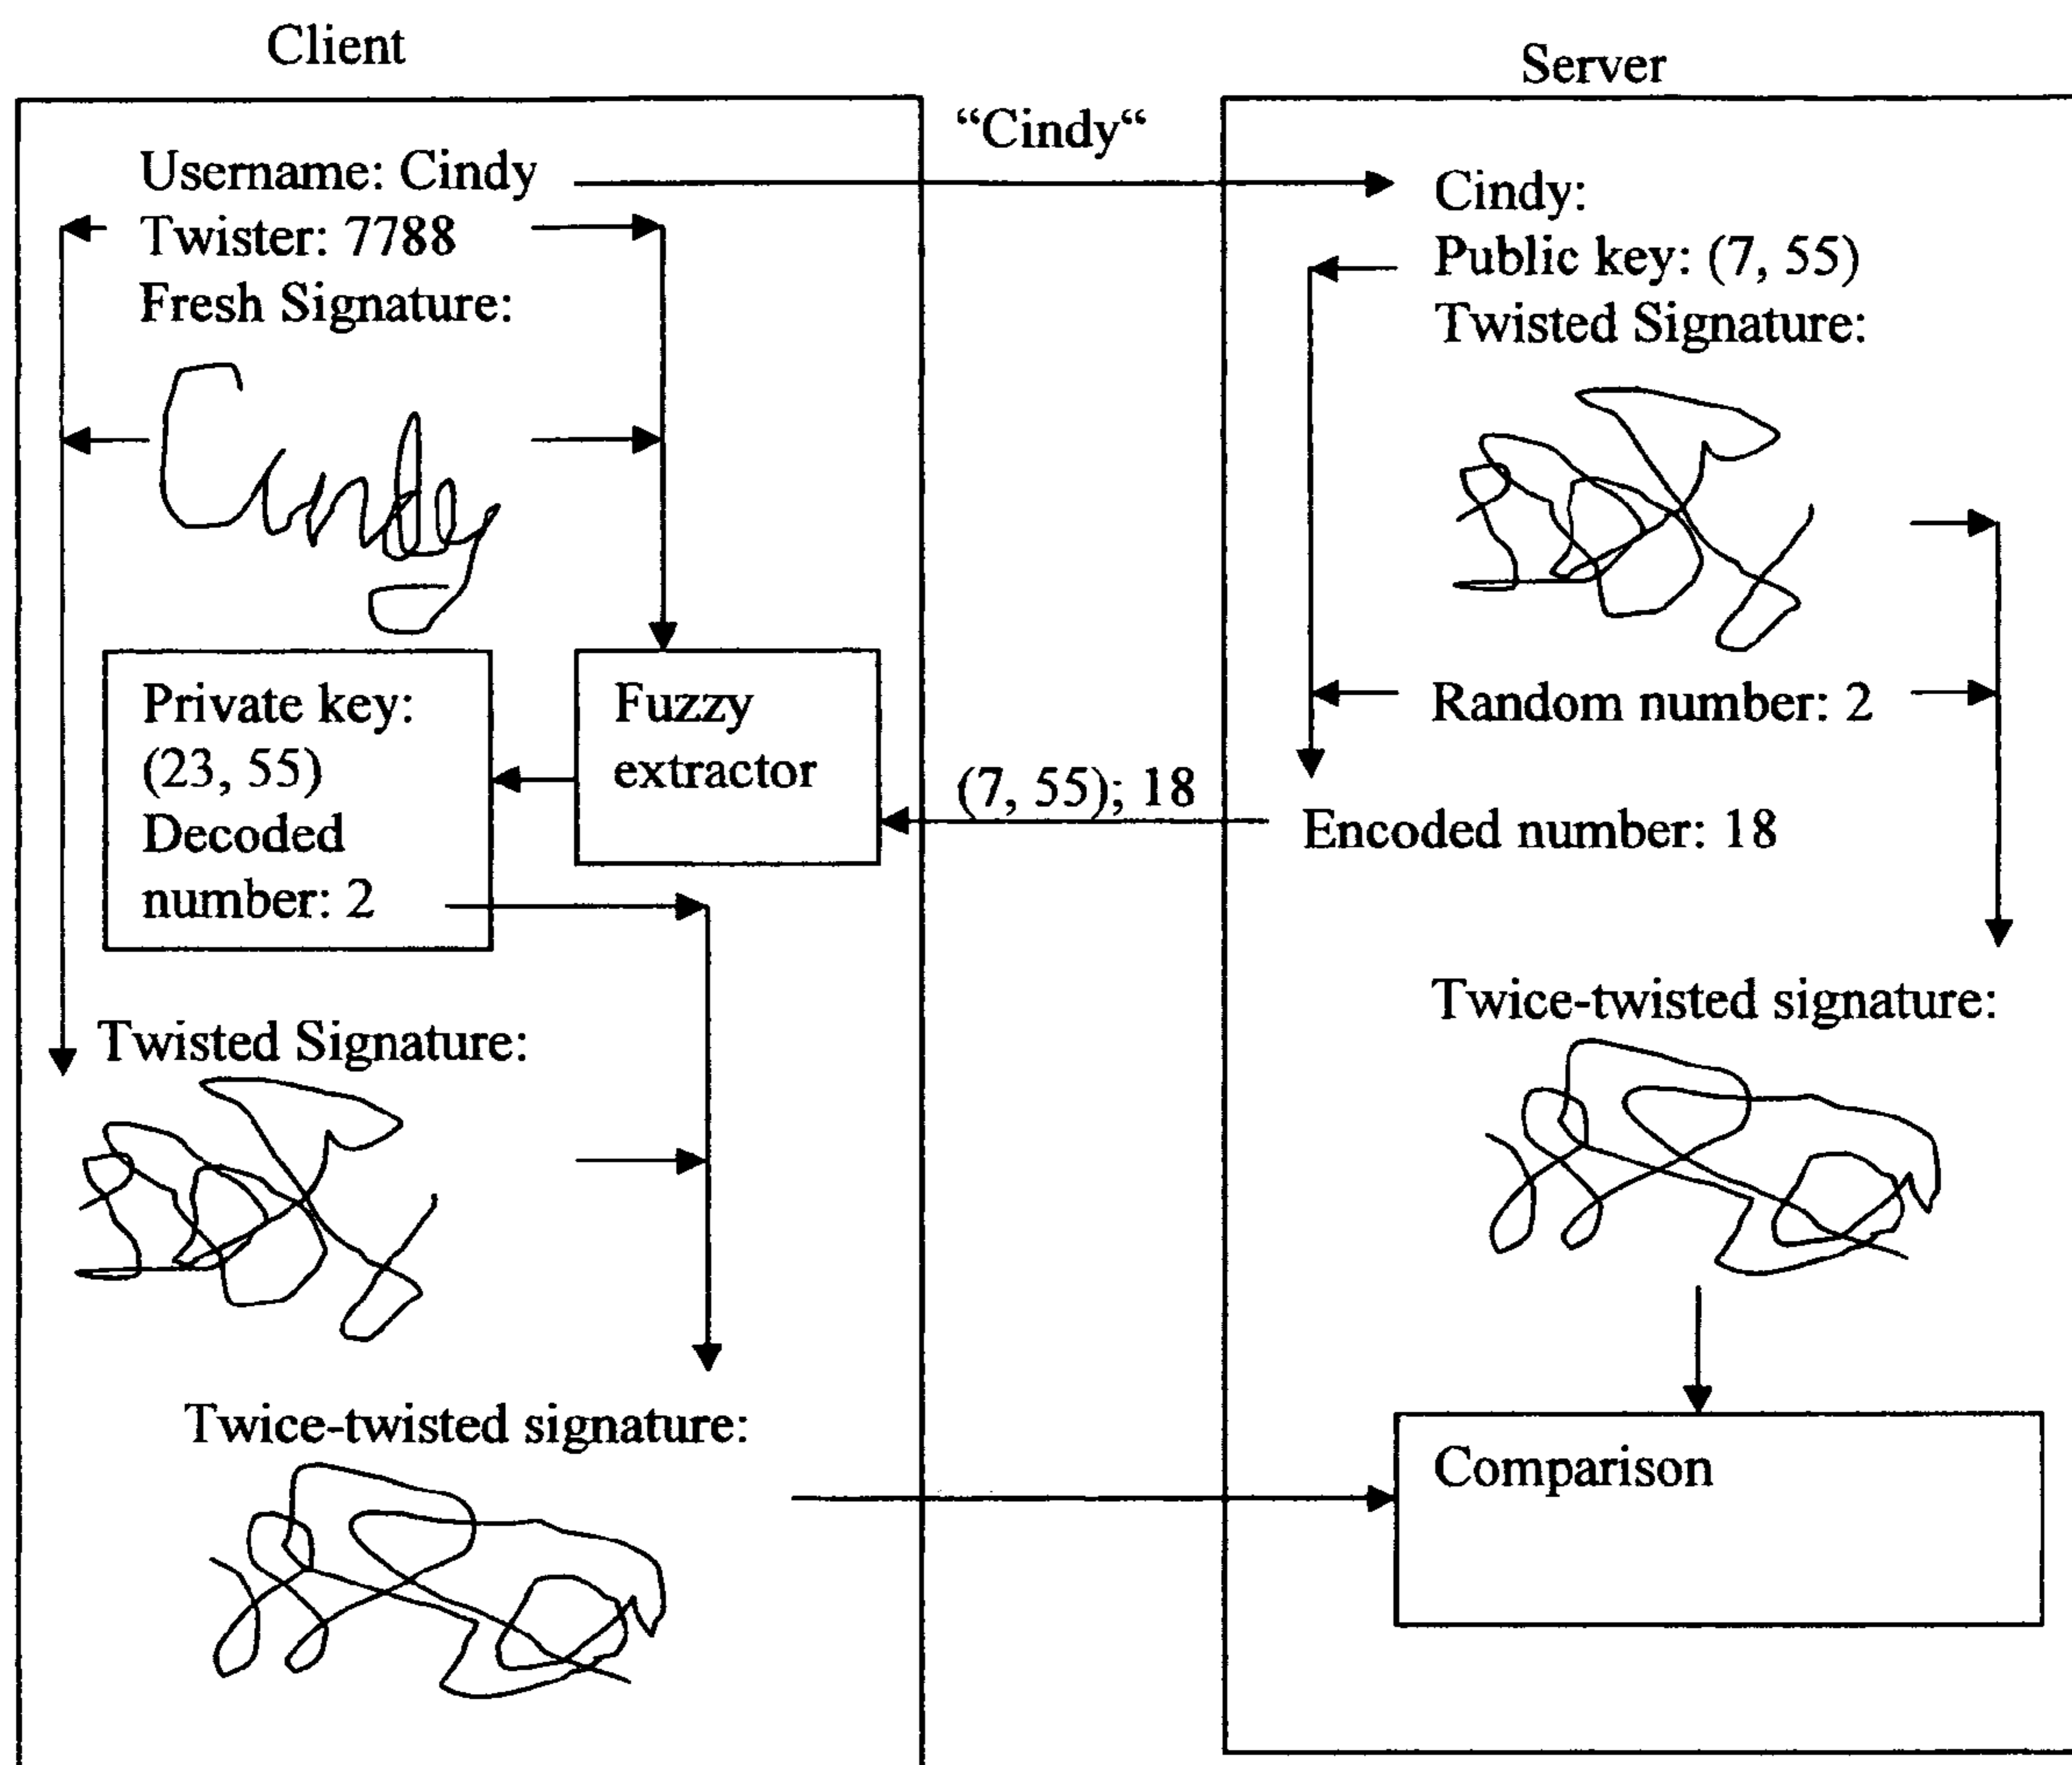 Client
Server
“Cindy“
Username: Cindy
Twister: 7788
Fresh Signature:
Cindy
Cindy:
Public key: (7, 55)
Twisted Signature:
Private key:
(23, 55)
Decoded
number: 2
Fuzzy
extractor
(7, 55); 18
Random number: 2
Encoded number: 18
Twisted Signature:
Twice-twisted signature:
Twice-twisted signature:
Comparison